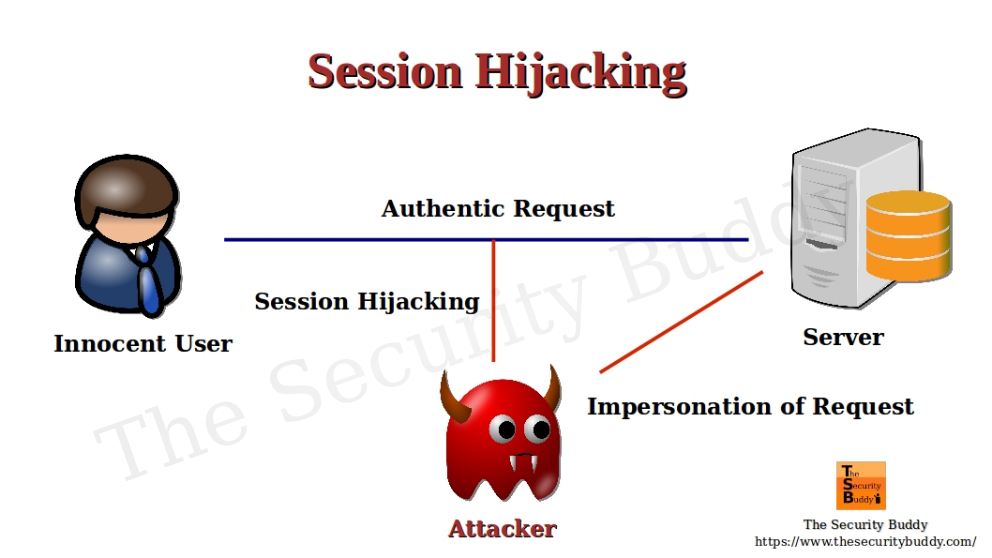 Session Hijacking
Authentic Request
Session Hijacking
Innocent User
Server
Impersonation of Request
Attacker
The Security Buddy
The
Security
Buddy
The Security Buddy
https://www.thesecuritybuddy.com/